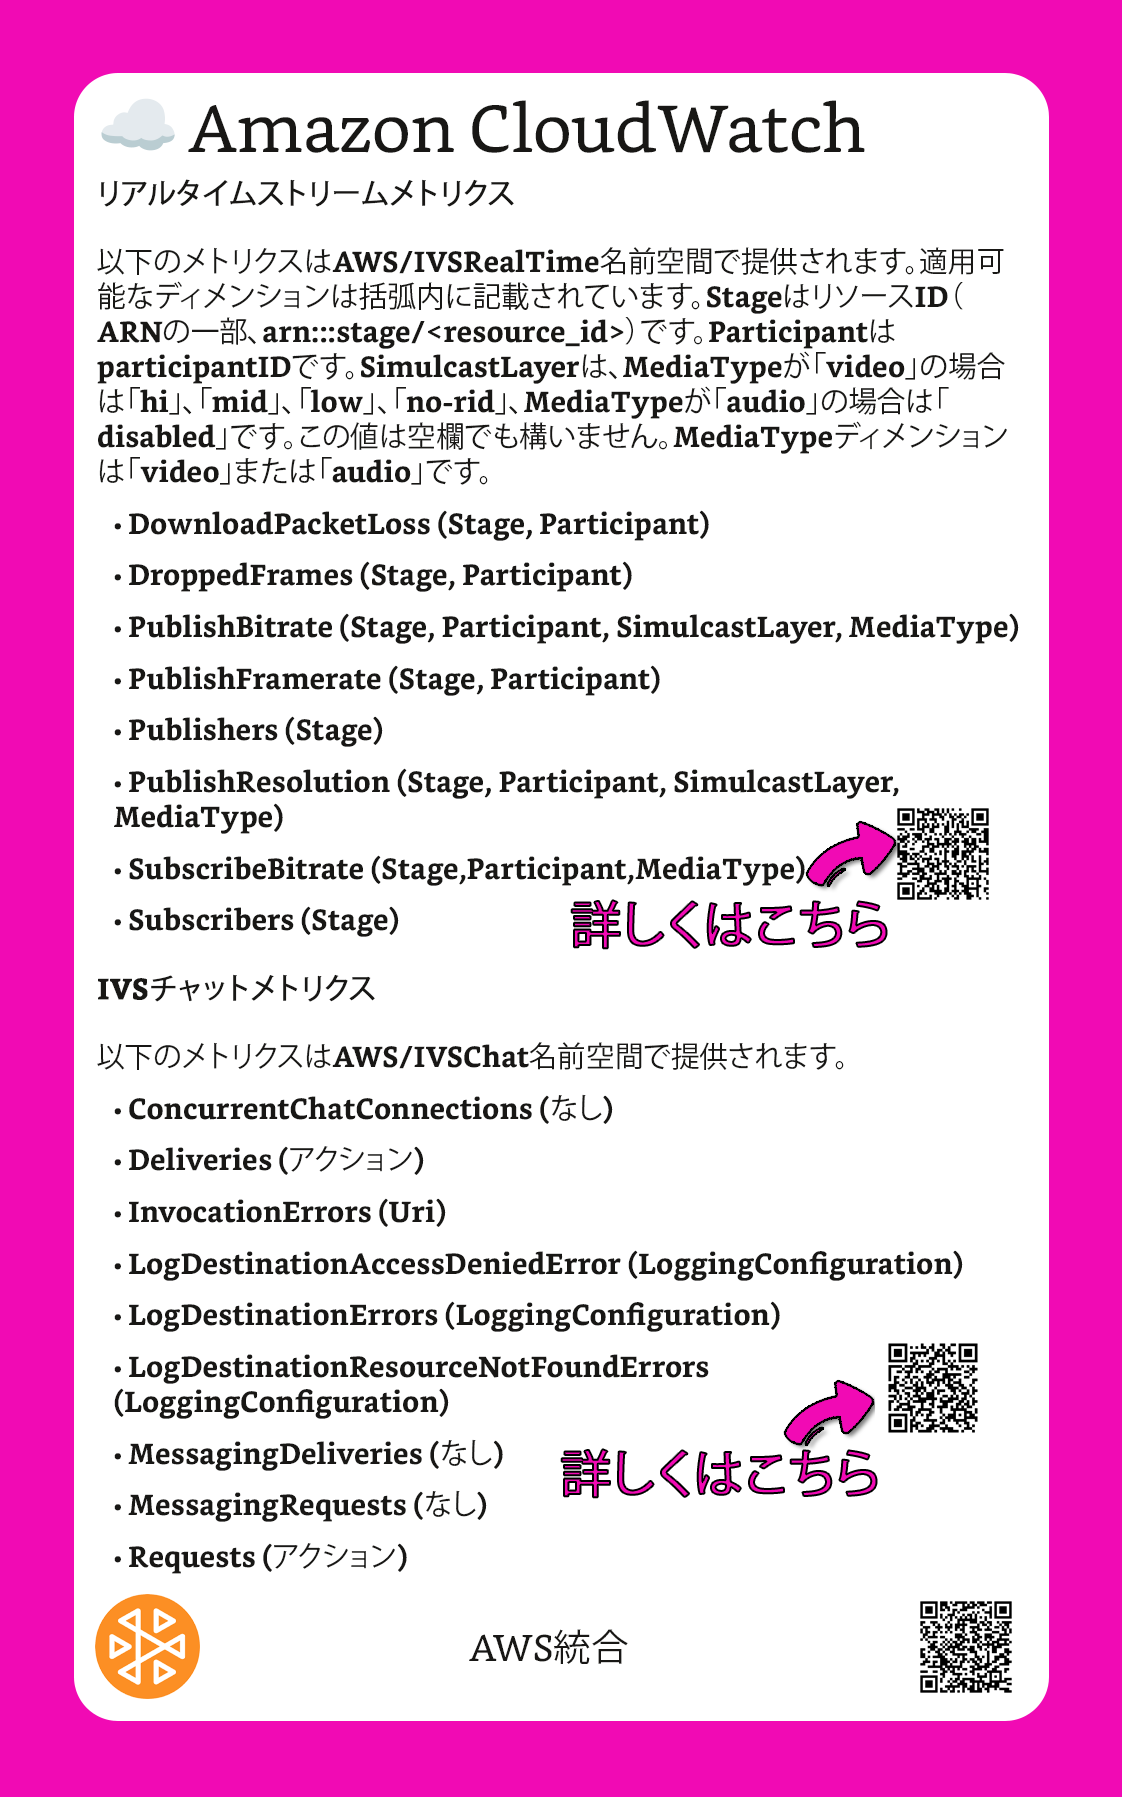 Amazon CloudWatch
リアルタイムストリームメトリクス
以下のメトリクスはAWS/IVSRealTime名前空間で提供されます。適用可
能なディメンションは括弧内に記載されています。StageはリソースID（
ARNの一部、arn:::stage/<resource_id>）です。Participantは
participantIDです。SimulcastLayerは、MediaTypeが「video」の場合
は「hi」、「mid」、「low」、「no-rid」、MediaTypeが「audio」の場合は「
disabled」です。この値は空欄でも構いません。MediaTypeディメンション
は「video」または「audio」です。
• DownloadPacketLoss (Stage, Participant)
• DroppedFrames (Stage, Participant)
• PublishBitrate (Stage, Participant, SimulcastLayer, MediaType)
• PublishFramerate (Stage, Participant)
• Publishers (Stage)
• PublishResolution (Stage, Participant, SimulcastLayer,
MediaType)
• SubscribeBitrate (Stage,Participant,MediaType)
• Subscribers (Stage)
詳しくはこちら
IVSチャットメトリクス
以下のメトリクスはAWS/IVSChat名前空間で提供されます。
• ConcurrentChatConnections (なし)
• Deliveries (アクション)
• InvocationErrors (Uri)
• LogDestinationAccessDeniedError (LoggingConfiguration)
• LogDestinationErrors (LoggingConfiguration)
• LogDestinationResourceNotFoundErrors
(LoggingConfiguration)
• MessagingDeliveries (なし)
詳しくはこちら
• MessagingRequests (なし)
• Requests (アクション)
AWS統合